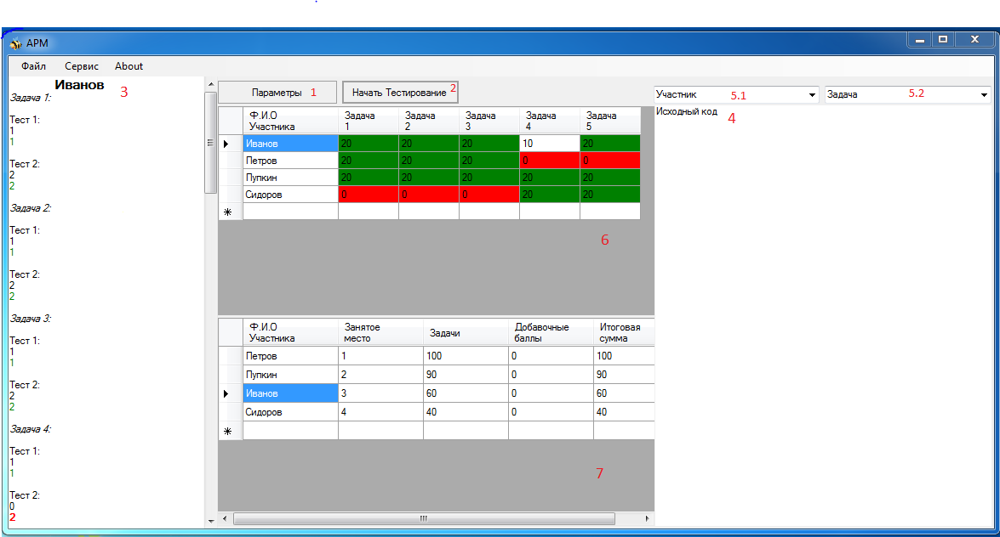 АРМ
Файл Сервис About
Иванов 3
Задача 1:
Тест 1:
1
1
Тест 2:
2
2
Задача 2:
Тест 1:
1
1
Тест 2:
2
2
Задача 3:
Тест 1:
1
1
Тест 2:
2
2
Задача 4:
Тест 1:
1
1
Тест 2:
0
2
Параметры 1 Начать Тестирование 2
Ф.И.О Участника Задача 1 Задача 2 Задача 3 Задача 4 Задача 5
Иванов 20 20 20 10 20
Петров 20 20 20 0 0
Пупкин 20 20 20 20 20
Сидоров 0 0 0 20 20
6
Ф.И.О Участника Занятое место Задачи Добавочные баллы Итоговая сумма
Петров 1 100 0 100
Пупкин 2 90 0 90
Иванов 3 60 0 60
Сидоров 4 40 0 40
7
Участник 5.1 Задача 5.2
Исходный код 4